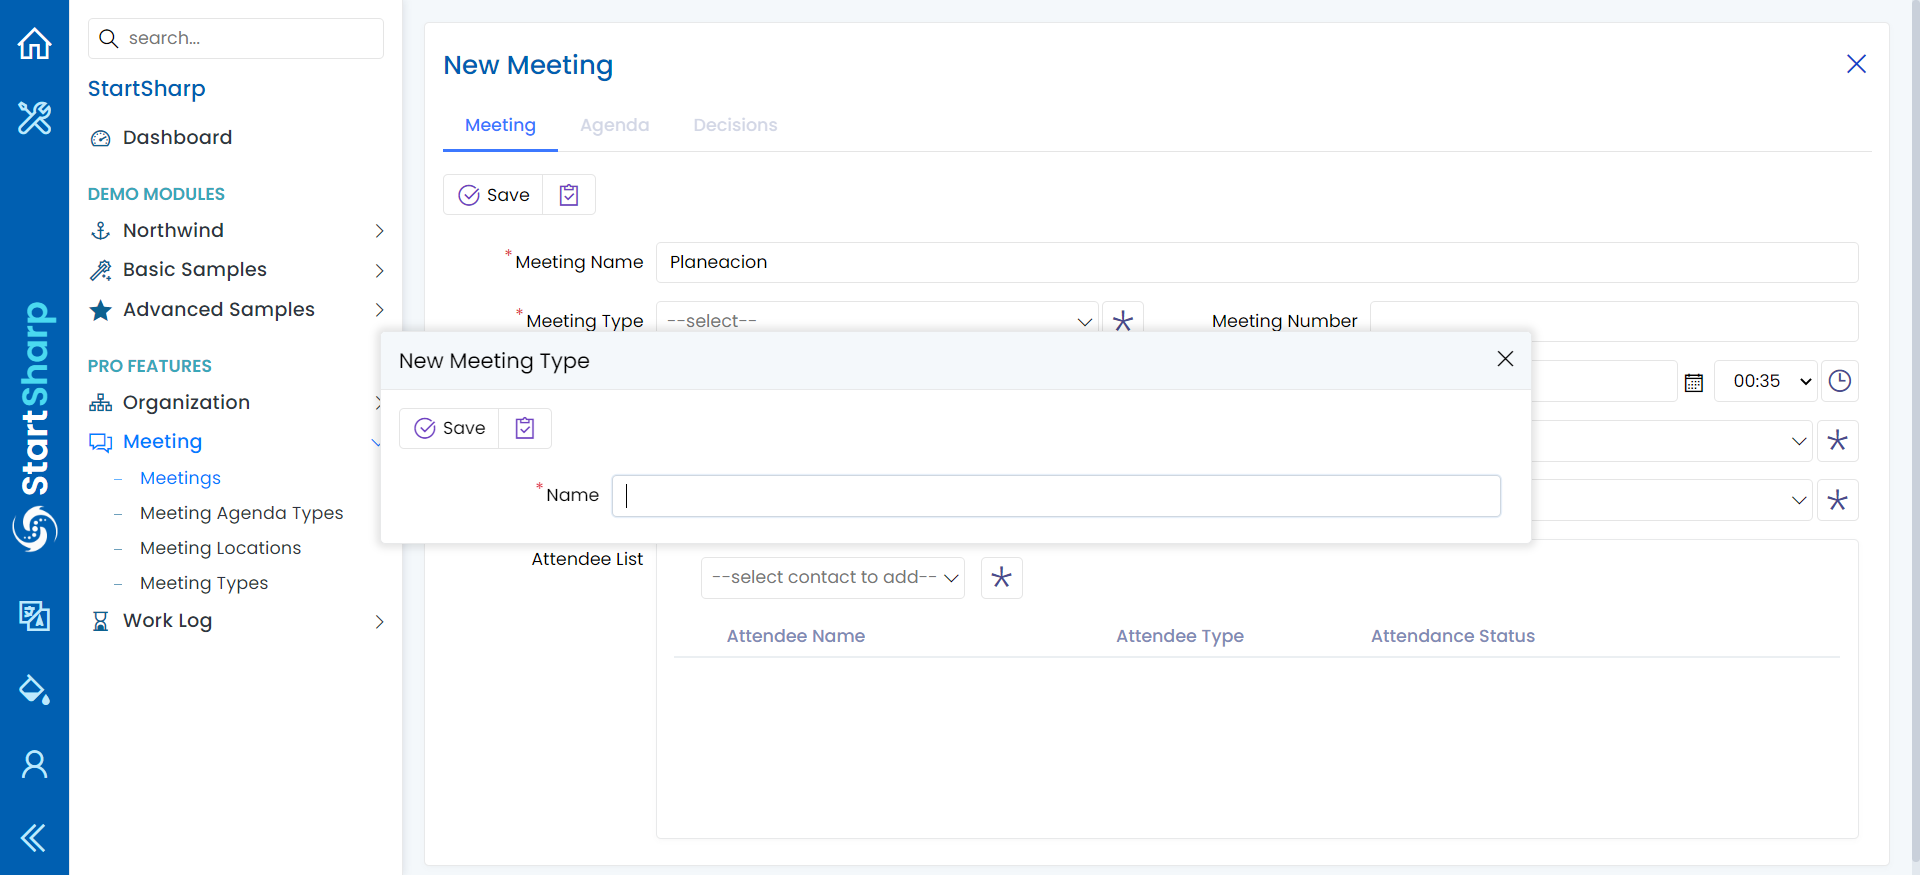 search...
StartSharp
Dashboard
DEMO MODULES
Northwind
Basic Samples
Advanced Samples
PRO FEATURES
Organization
Meeting
Meetings
Meeting Agenda Types
Meeting Locations
Meeting Types
Work Log
StartSharp
New Meeting
Meeting Agenda Decisions
Save
* Meeting Name Planeacion
* Meeting Type --select-- Meeting Number
00:35
New Meeting Type
Save
* Name
Attendee List
--select contact to add--
Attendee Name Attendee Type Attendance Status